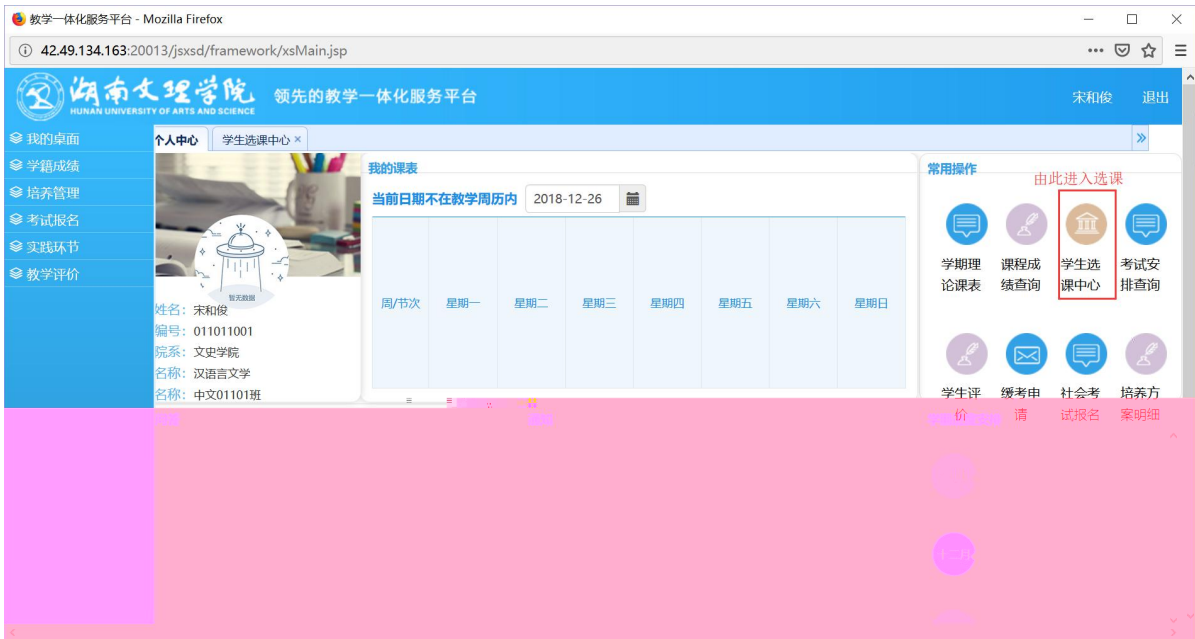 教学一体化服务平台 - Mozilla Firefox
42.49.134.163:20013/jsxsd/framework/xsMain.jsp
湖南文理学院
HUNAN UNIVERSITY OF ARTS AND SCIENCE
领先的教学一体化服务平台
宋和俊 退出
我的桌面
学籍成绩
培养管理
考试报名
实践环节
教学评价
个人中心 学生选课中心
暂无数据
姓名：宋和俊
编号：011011001
院系：文史学院
名称：汉语言文学
名称：中文01101班
我的课表
当前日期不在教学周历内 2018-12-26
周/节次 星期一 星期二 星期三 星期四 星期五 星期六 星期日
常用操作
由此进入选课
学期理论课表
课程成绩查询
学生选课中心
考试安排查询
学生评价
缓考申请
社会考试报名
培养方案明细
十二月